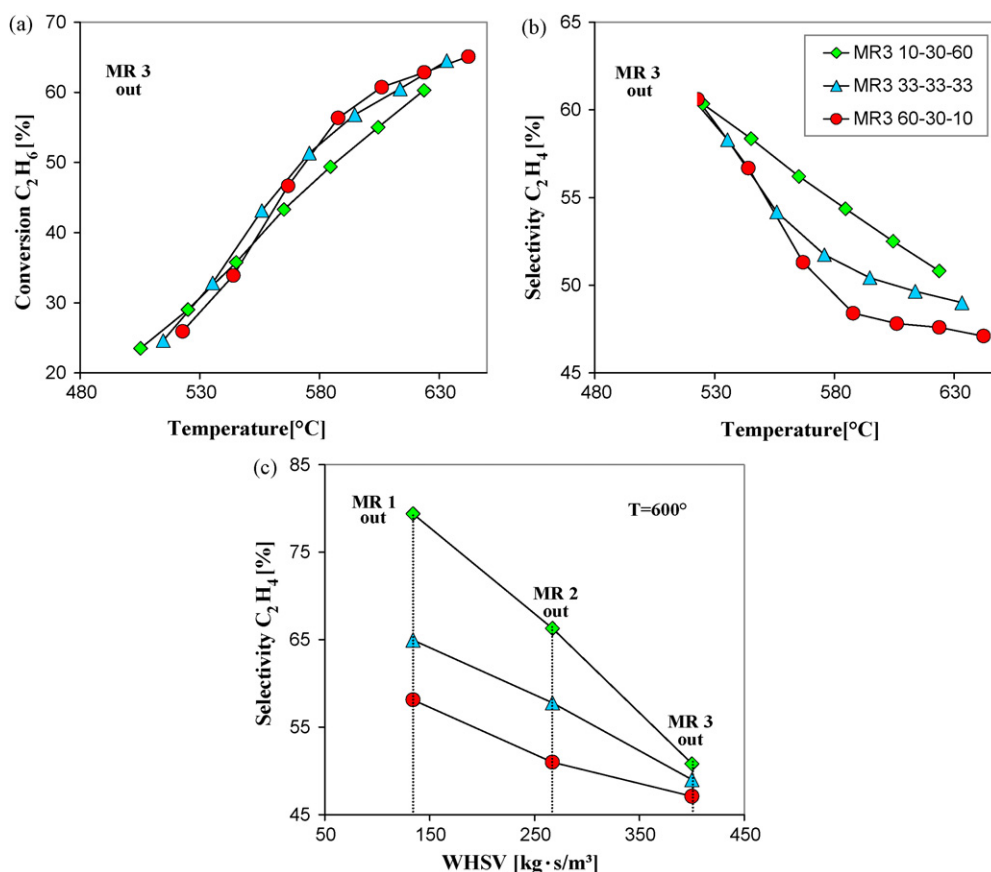 (a)
70
60
50
40
30
20
Conversion C₂H₆ [%]
MR 3
out
480
530
580
630
Temperature[°C]
(b)
65
60
55
50
45
Selectivity C₂H₄ [%]
MR 3
out
MR3 10-30-60
MR3 33-33-33
MR3 60-30-10
480
530
580
630
Temperature[°C]
(c)
85
75
65
55
45
Selectivity C₂H₄ [%]
MR 1
out
T=600°
MR 2
out
MR 3
out
50
150
250
350
450
WHSV [kg·s/m³]